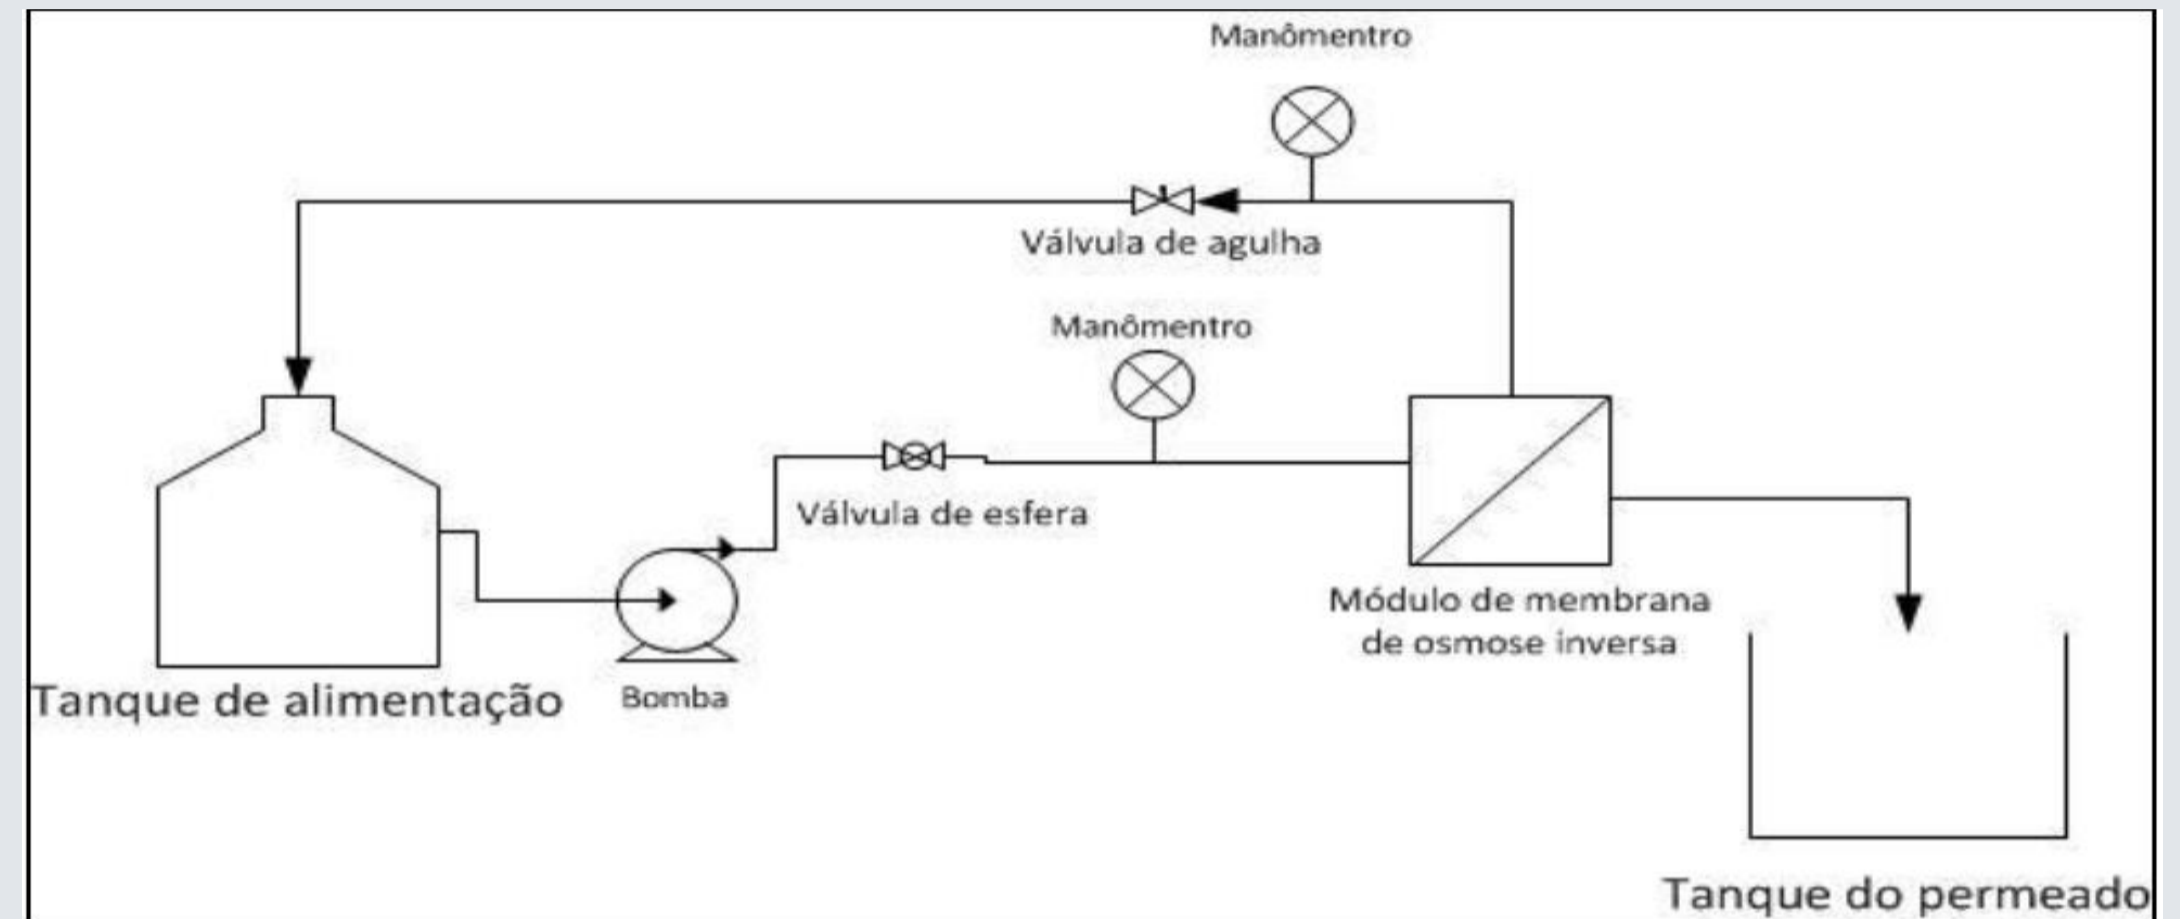 Manômentro
Válvula de agulha
Manômentro
Válvula de esfera
Módulo de membrana
de osmose inversa
Tanque de alimentação
Bomba
Tanque do permeado